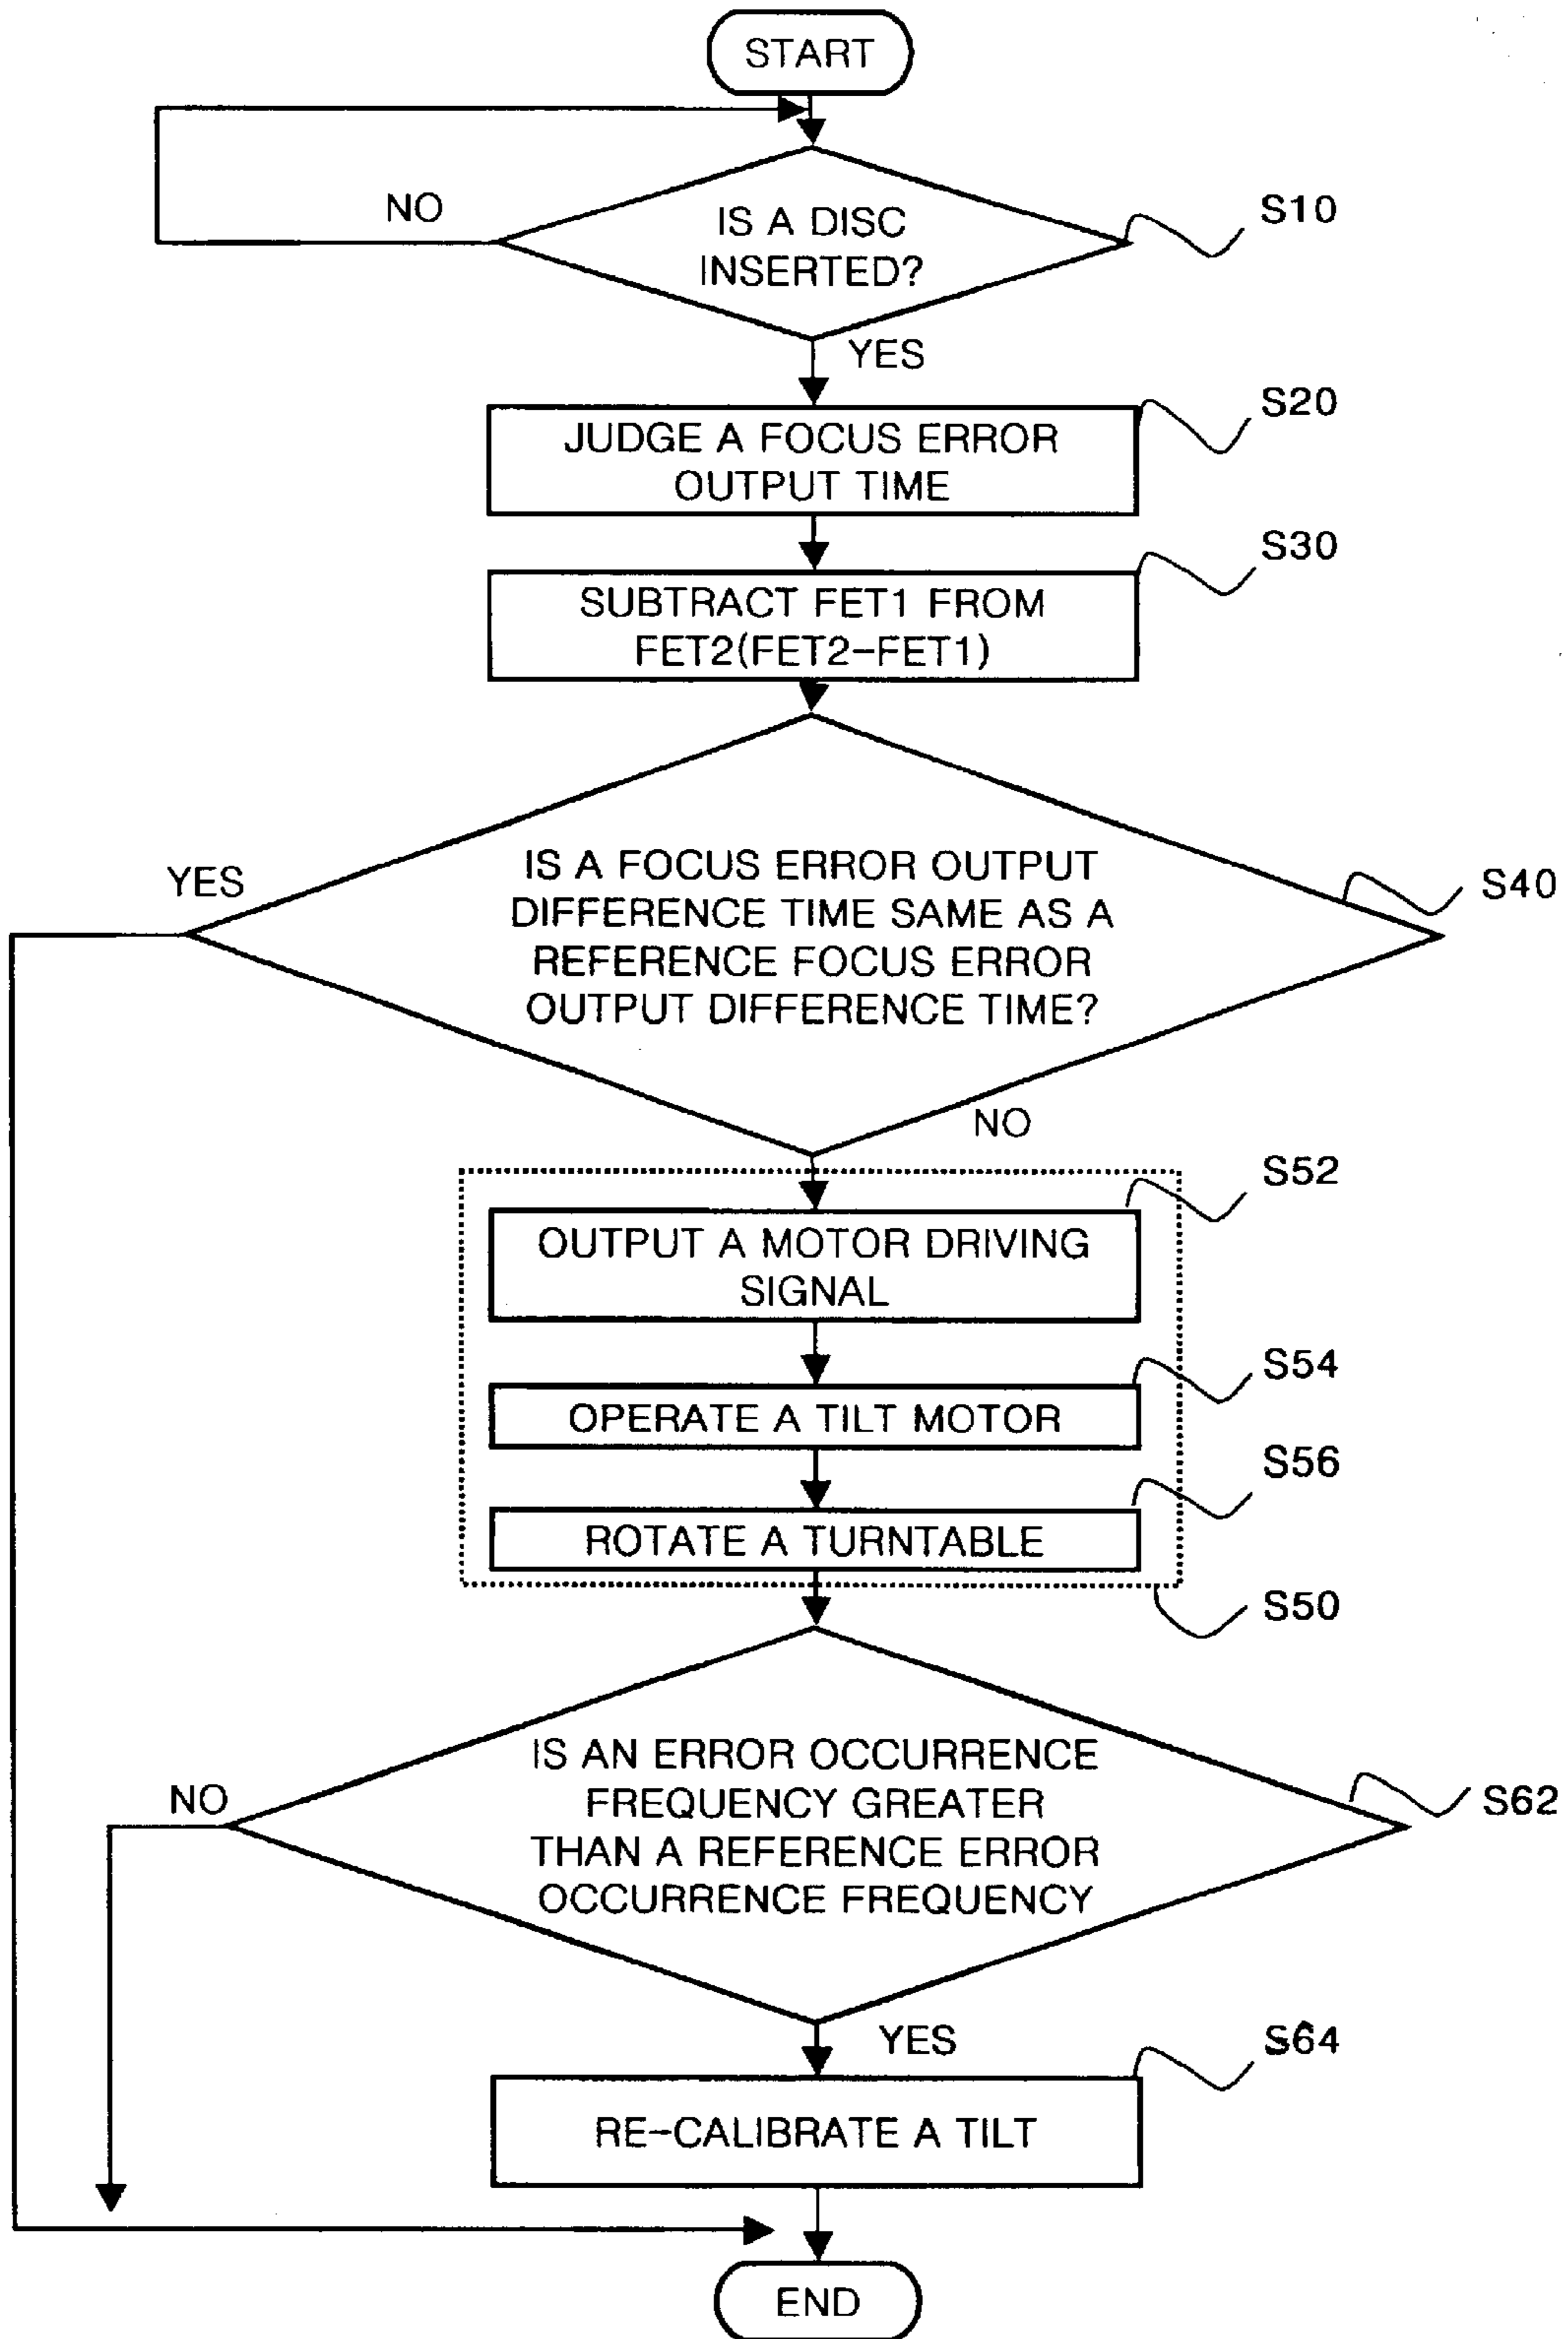 START
NO
IS A DISC
INSERTED?
S10
YES
S20
JUDGE A FOCUS ERROR
OUTPUT TIME
S30
SUBTRACT FET1 FROM
FET2(FET2-FET1)
YES
IS A FOCUS ERROR OUTPUT
DIFFERENCE TIME SAME AS A
REFERENCE FOCUS ERROR
OUTPUT DIFFERENCE TIME?
S40
NO
S52
OUTPUT A MOTOR DRIVING
SIGNAL
S54
OPERATE A TILT MOTOR
S56
ROTATE A TURNTABLE
S50
NO
IS AN ERROR OCCURRENCE
FREQUENCY GREATER
THAN A REFERENCE ERROR
OCCURRENCE FREQUENCY
S62
YES
S64
RE-CALIBRATE A TILT
END